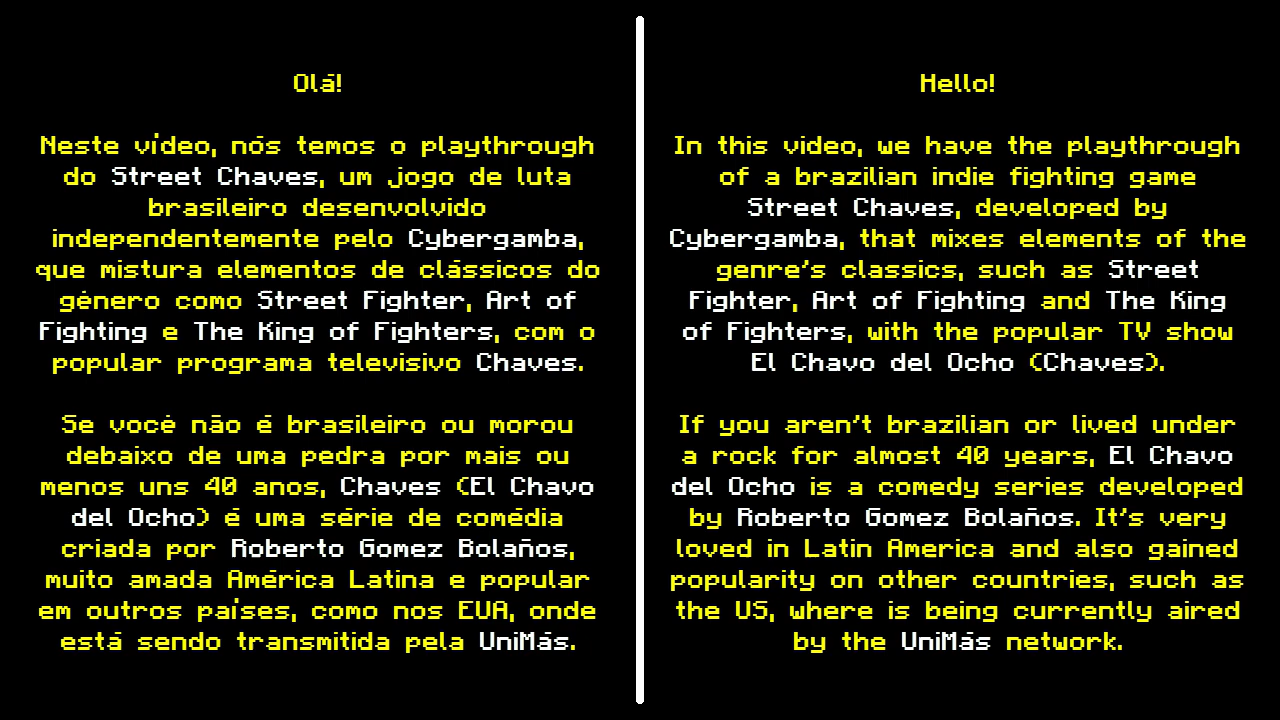 Olá!
Neste vídeo, nós temos o playthrough
do Street Chaves, um jogo de luta
brasileiro desenvolvido
independentemente pelo Cybergamba,
que mistura elementos de clássicos do
gênero como Street Fighter, Art of
Fighting e The King of Fighters, com o
popular programa televisivo Chaves.
Se você não é brasileiro ou morou
debaixo de uma pedra por mais ou
menos uns 40 anos, Chaves (El Chavo
del Ocho) é uma série de comédia
criada por Roberto Gomez Bolaños,
muito amada América Latina e popular
em outros países, como nos EUA, onde
está sendo transmitida pela UniMás.
Hello!
In this video, we have the playthrough
of a brazilian indie fighting game
Street Chaves, developed by
Cybergamba, that mixes elements of the
genre's classics, such as Street
Fighter, Art of Fighting and The King
of Fighters, with the popular TV show
El Chavo del Ocho (Chaves).
If you aren't brazilian or lived under
a rock for almost 40 years, El Chavo
del Ocho is a comedy series developed
by Roberto Gomez Bolaños. It's very
loved in Latin America and also gained
popularity on other countries, such as
the US, where is being currently aired
by the UniMás network.